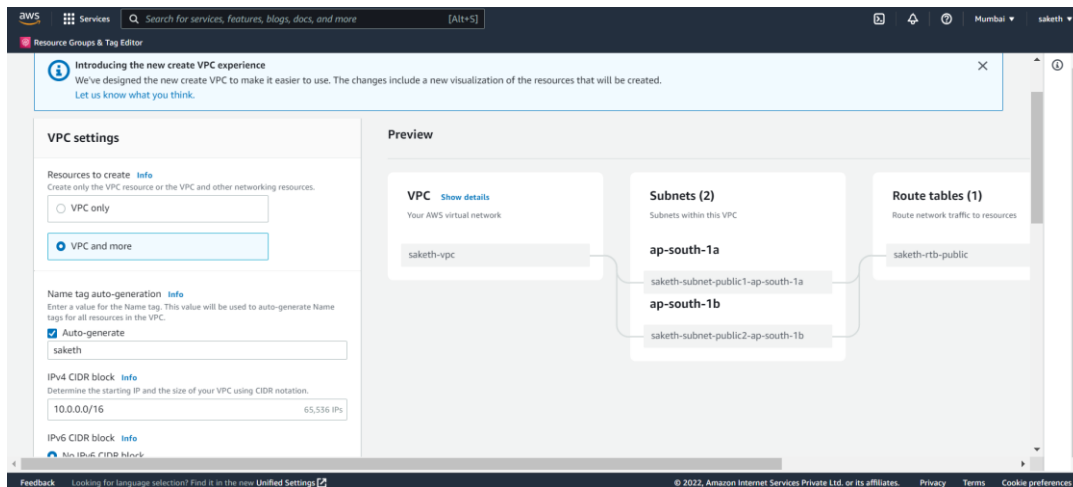 aws Services Search for services, features, blogs, docs, and more [Alt+S] Mumbai saketh
Resource Groups & Tag Editor
Introducing the new create VPC experience
We've designed the new create VPC to make it easier to use. The changes include a new visualization of the resources that will be created.
Let us know what you think.
VPC settings
Resources to create Info
Create only the VPC resource or the VPC and other networking resources.
VPC only
VPC and more
Name tag auto-generation Info
Enter a value for the Name tag. This value will be used to auto-generate Name
tags for all resources in the VPC.
Auto-generate
saketh
IPv4 CIDR block Info
Determine the starting IP and the size of your VPC using CIDR notation.
10.0.0.0/16 65,536 IPs
IPv6 CIDR block Info
No IPv6 CIDR block
Preview
VPC Show details
Your AWS virtual network
saketh-vpc
Subnets (2)
Subnets within this VPC
ap-south-1a
saketh-subnet-public1-ap-south-1a
ap-south-1b
saketh-subnet-public2-ap-south-1b
Route tables (1)
Route network traffic to resources
saketh-rtb-public
Feedback Looking for language selection? Find it in the new Unified Settings © 2022, Amazon Internet Services Private Ltd. or its affiliates. Privacy Terms Cookie preferences